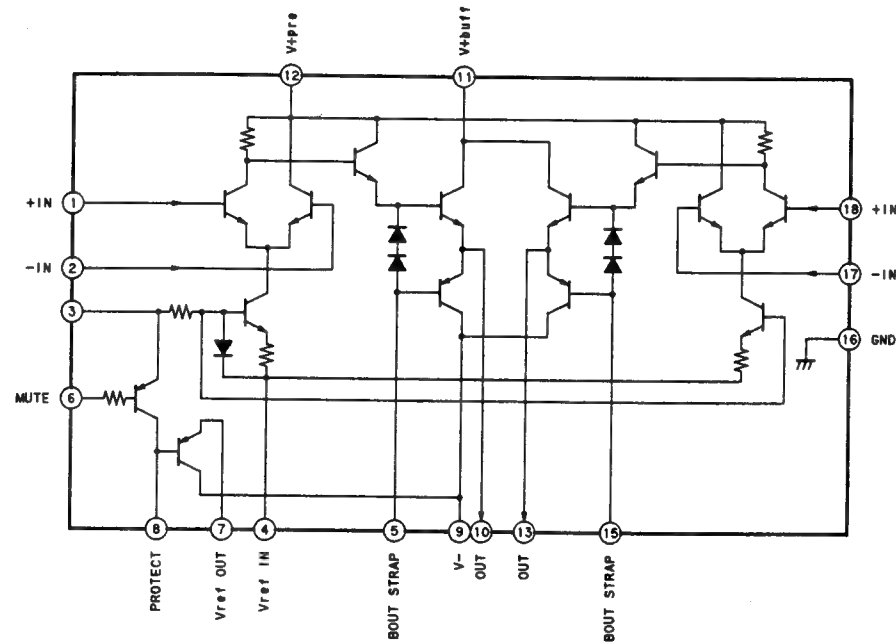 V+pre
V+buff
12
11
+IN 1
18 +IN
-IN 2
17 -IN
3
16 GND
MUTE 6
8 7 4 5 9 10 13 15
PROTECT
Vref OUT
Vref IN
BOUT STRAP
V-
OUT
OUT
BOUT STRAP